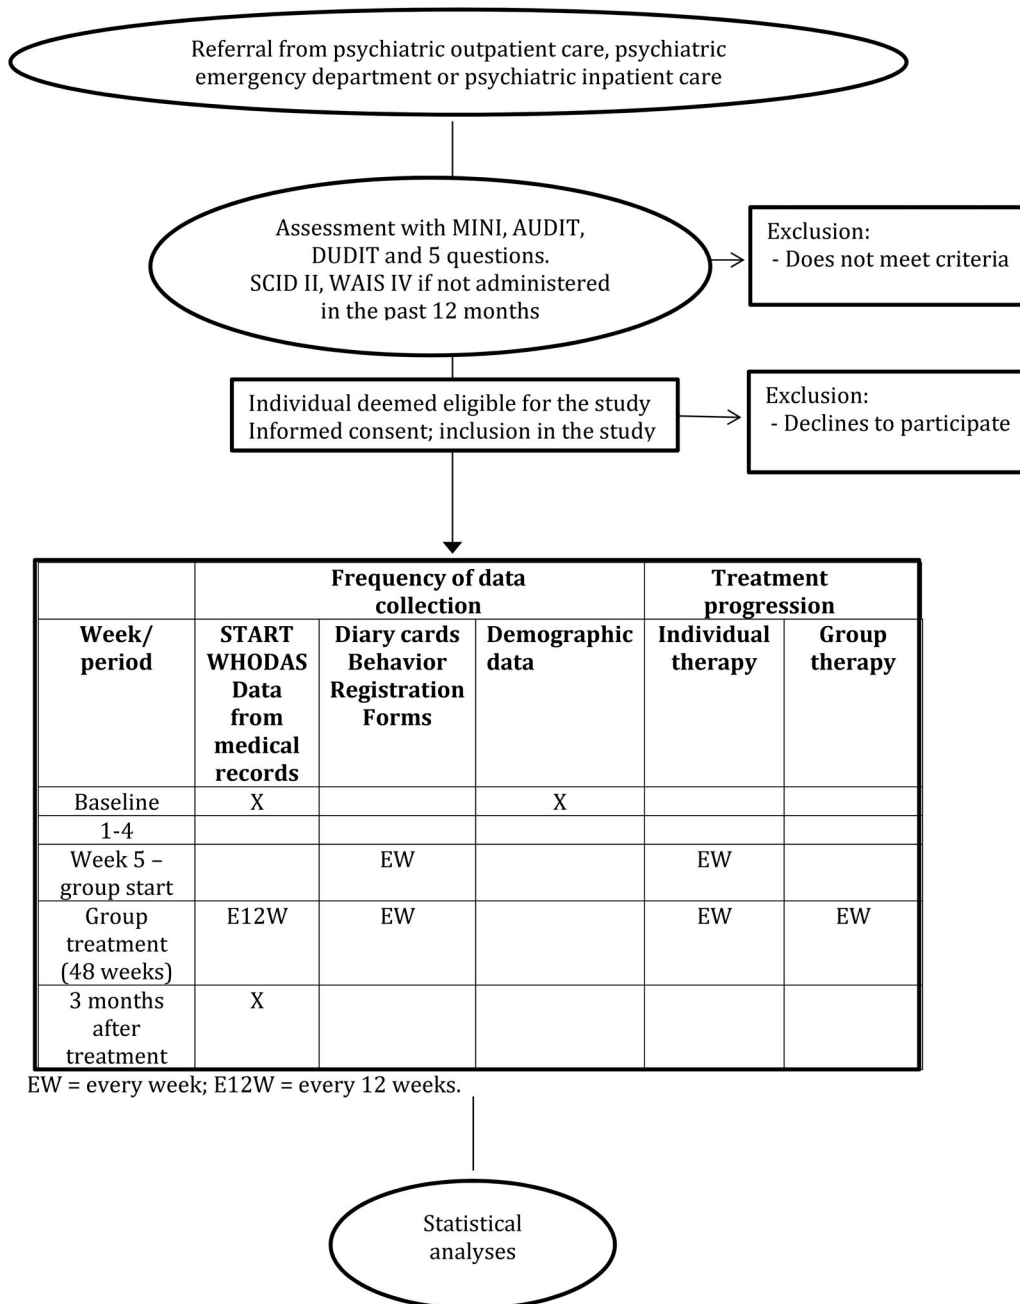 Referral from psychiatric outpatient care, psychiatric
emergency department or psychiatric inpatient care
Assessment with MINI, AUDIT,
DUDIT and 5 questions.
SCID II, WAIS IV if not administered
in the past 12 months
Exclusion:
- Does not meet criteria
Individual deemed eligible for the study
Informed consent; inclusion in the study
Exclusion:
- Declines to participate
Frequency of data
collection
Treatment
progression
Week/
period
START
WHODAS
Data
from
medical
records
Diary cards
Behavior
Registration
Forms
Demographic
data
Individual
therapy
Group
therapy
Baseline
X
X
1-4
Week 5 –
group start
EW
EW
Group
treatment
(48 weeks)
E12W
EW
EW
EW
3 months
after
treatment
X
EW = every week; E12W = every 12 weeks.
Statistical
analyses